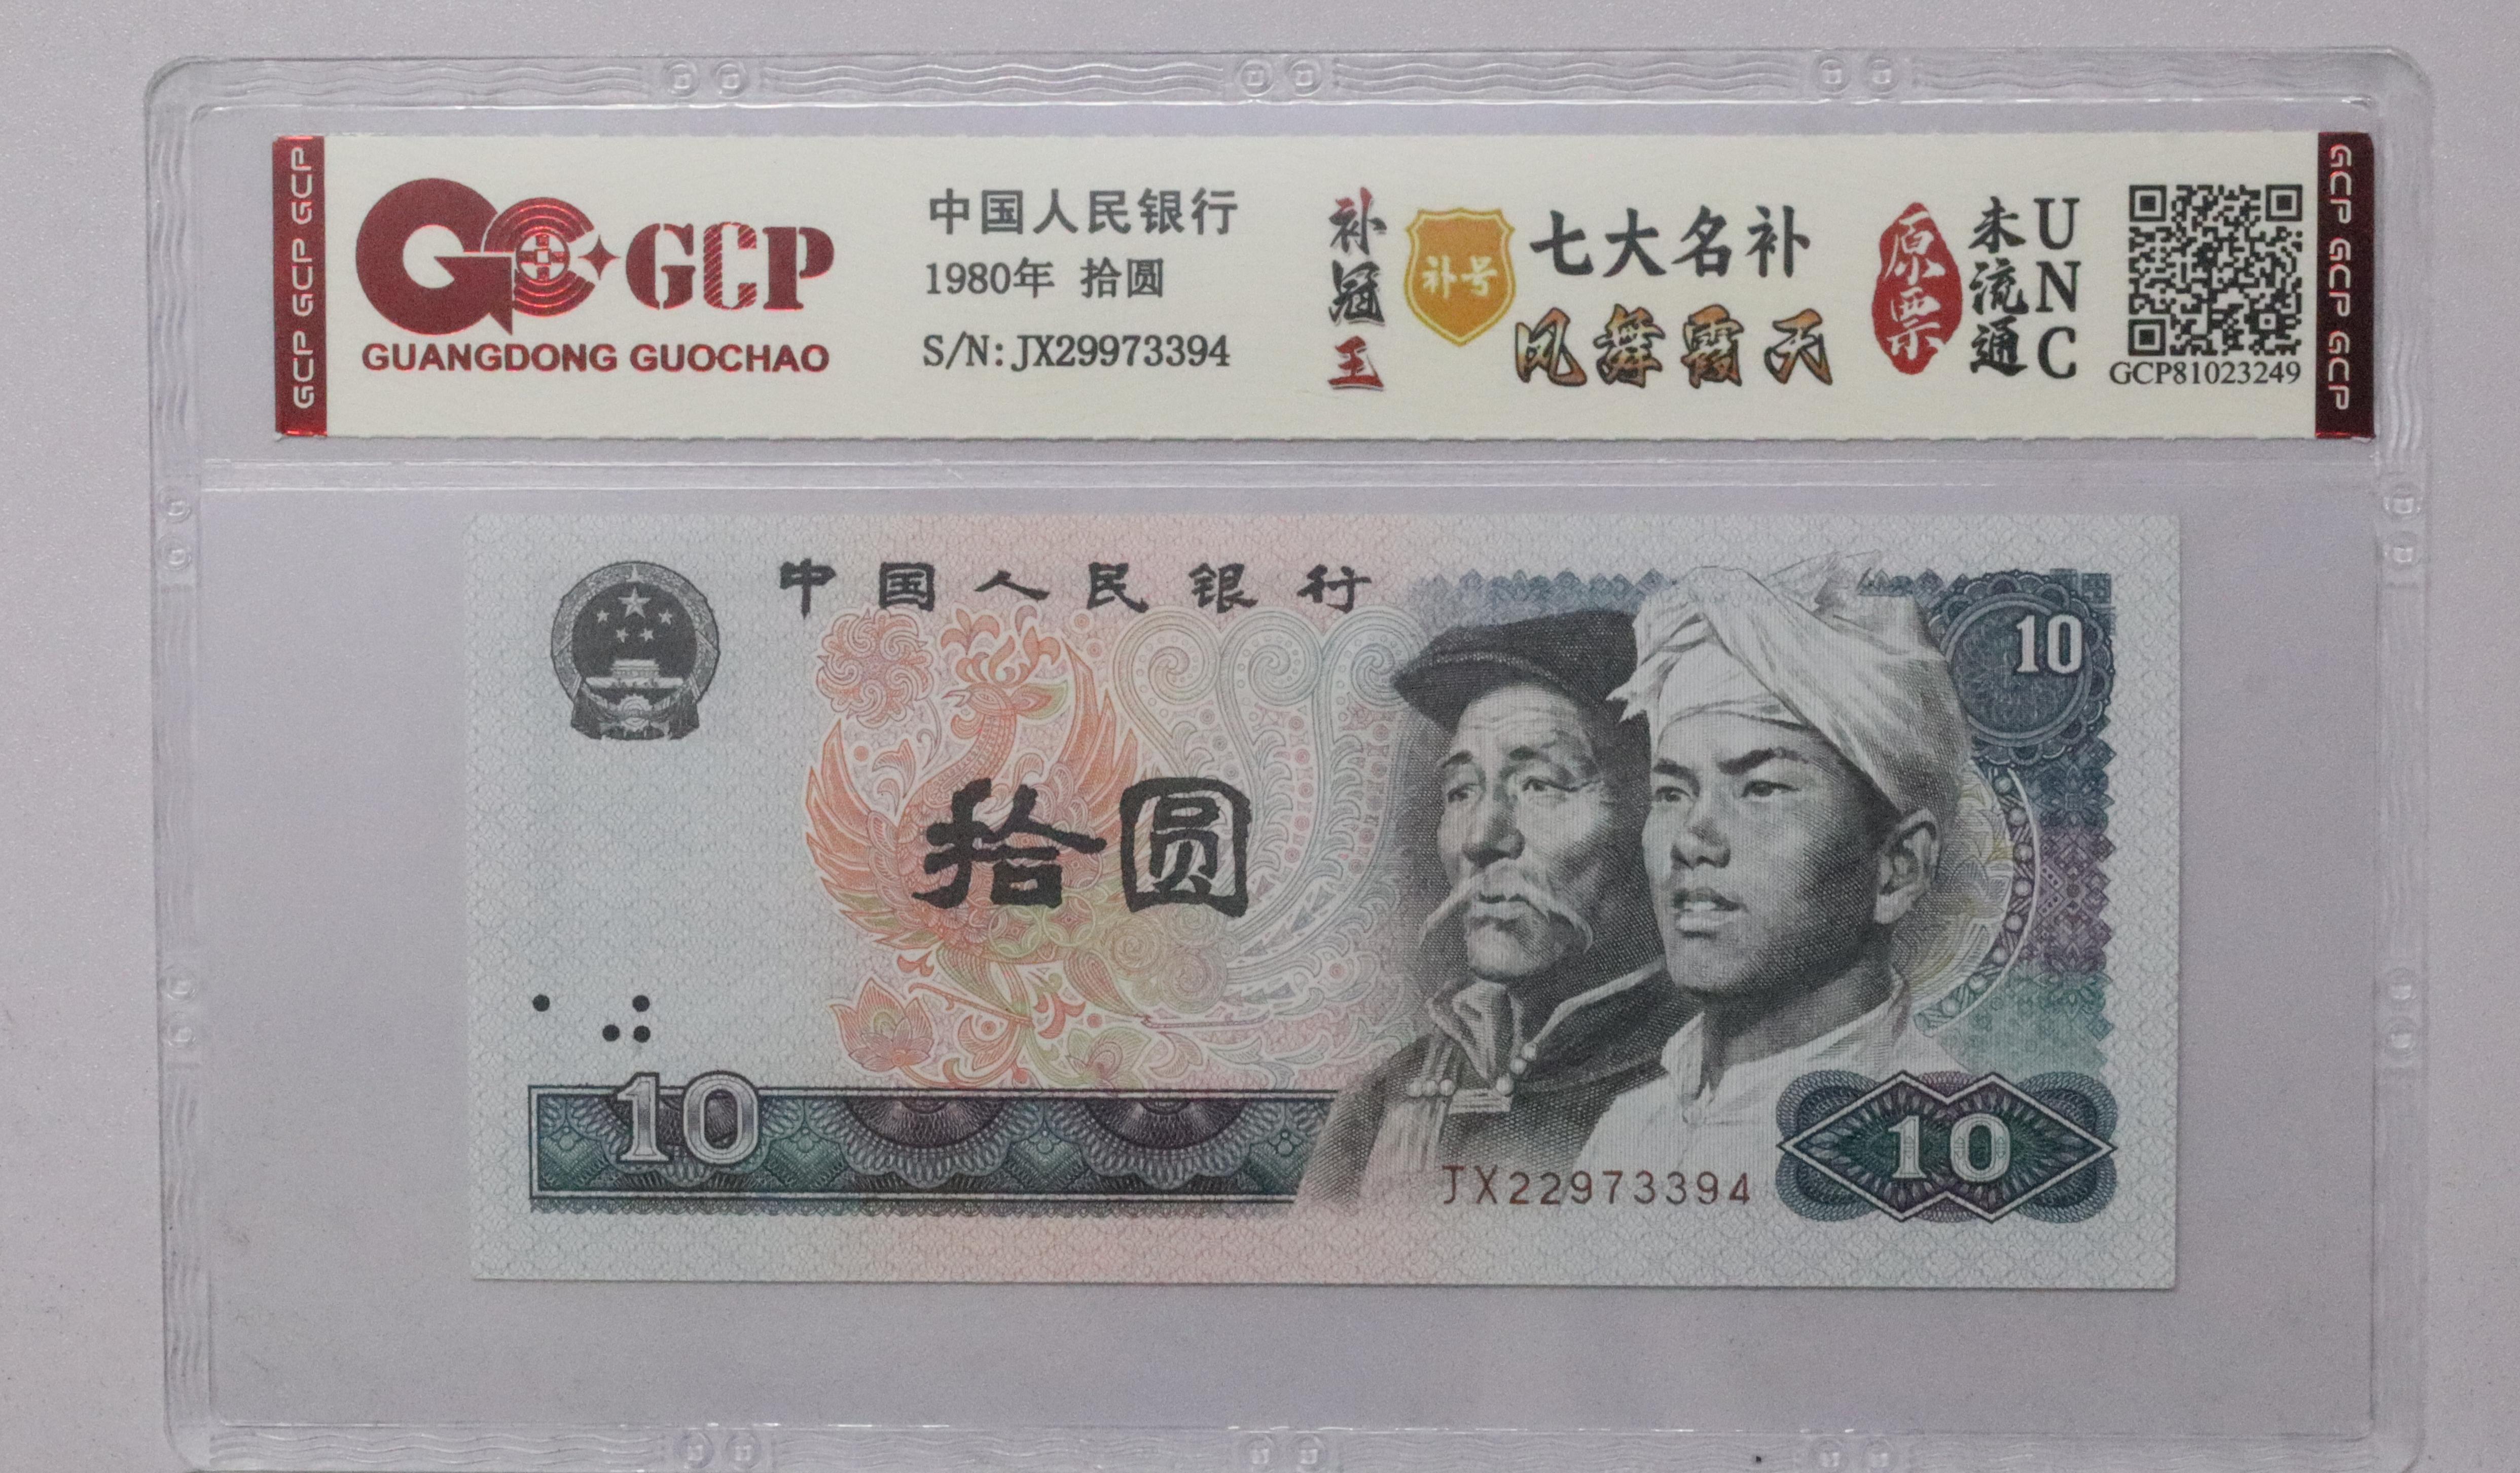 GCP GCP GCP
GCP
GUANGDONG GUOCHAO
中国人民银行
1980年 拾圆
S/N: JX29973394
补冠王
补号
七大名补
凤舞霞天
原票
未流通
UNC
GCP81023249
GCP GCP GCP
中国人民银行
10
拾圆
10
JX22973394
10